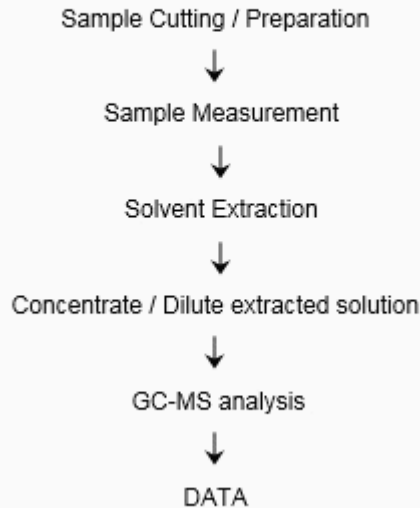 Sample Cutting / Preparation
Sample Measurement
Solvent Extraction
Concentrate / Dilute extracted solution
GC-MS analysis
DATA